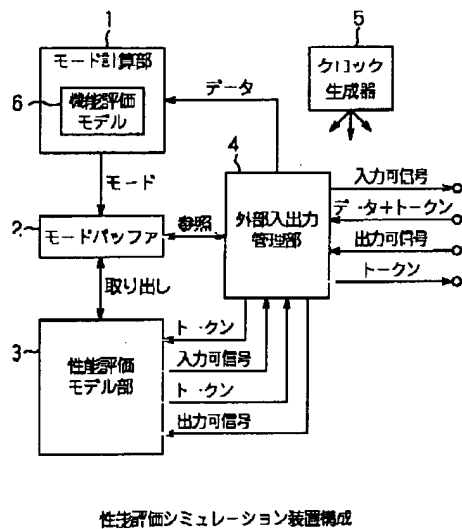 1
モード計算部
6
機能評価
モデル
データ
5
クロック
生成器
モード
4
外部入出力
管理部
入力可信号
データ+トークン
出力可信号
トークン
2
モードバッファ
参照
取り出し
3
性能評価
モデル部
トークン
入力可信号
トークン
出力可信号
性能評価シミュレーション装置構成